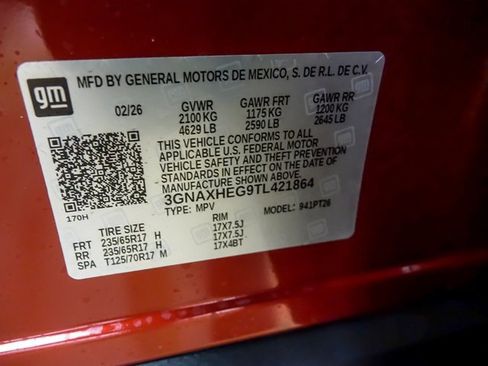 gm
MFD BY GENERAL MOTORS DE MEXICO, S. DE R.L. DE C.V.
02/26 GVWR GAWR FRT GAWR RR
2100 KG 1175 KG 1200 KG
4629 LB 2590 LB 2645 LB
THIS VEHICLE CONFORMS TO ALL
APPLICABLE U.S. FEDERAL MOTOR
VEHICLE SAFETY AND THEFT PREVENTION
STANDARDS IN EFFECT ON THE DATE OF
MANUFACTURE SHOWN ABOVE.
3GNAXHEG9TL421864
TYPE: MPV MODEL: 941PT26
170H
TIRE SIZE RIM
FRT 235/65R17 H 17X7.5J
RR 235/65R17 H 17X7.5J
SPA T125/70R17 M 17X4BT